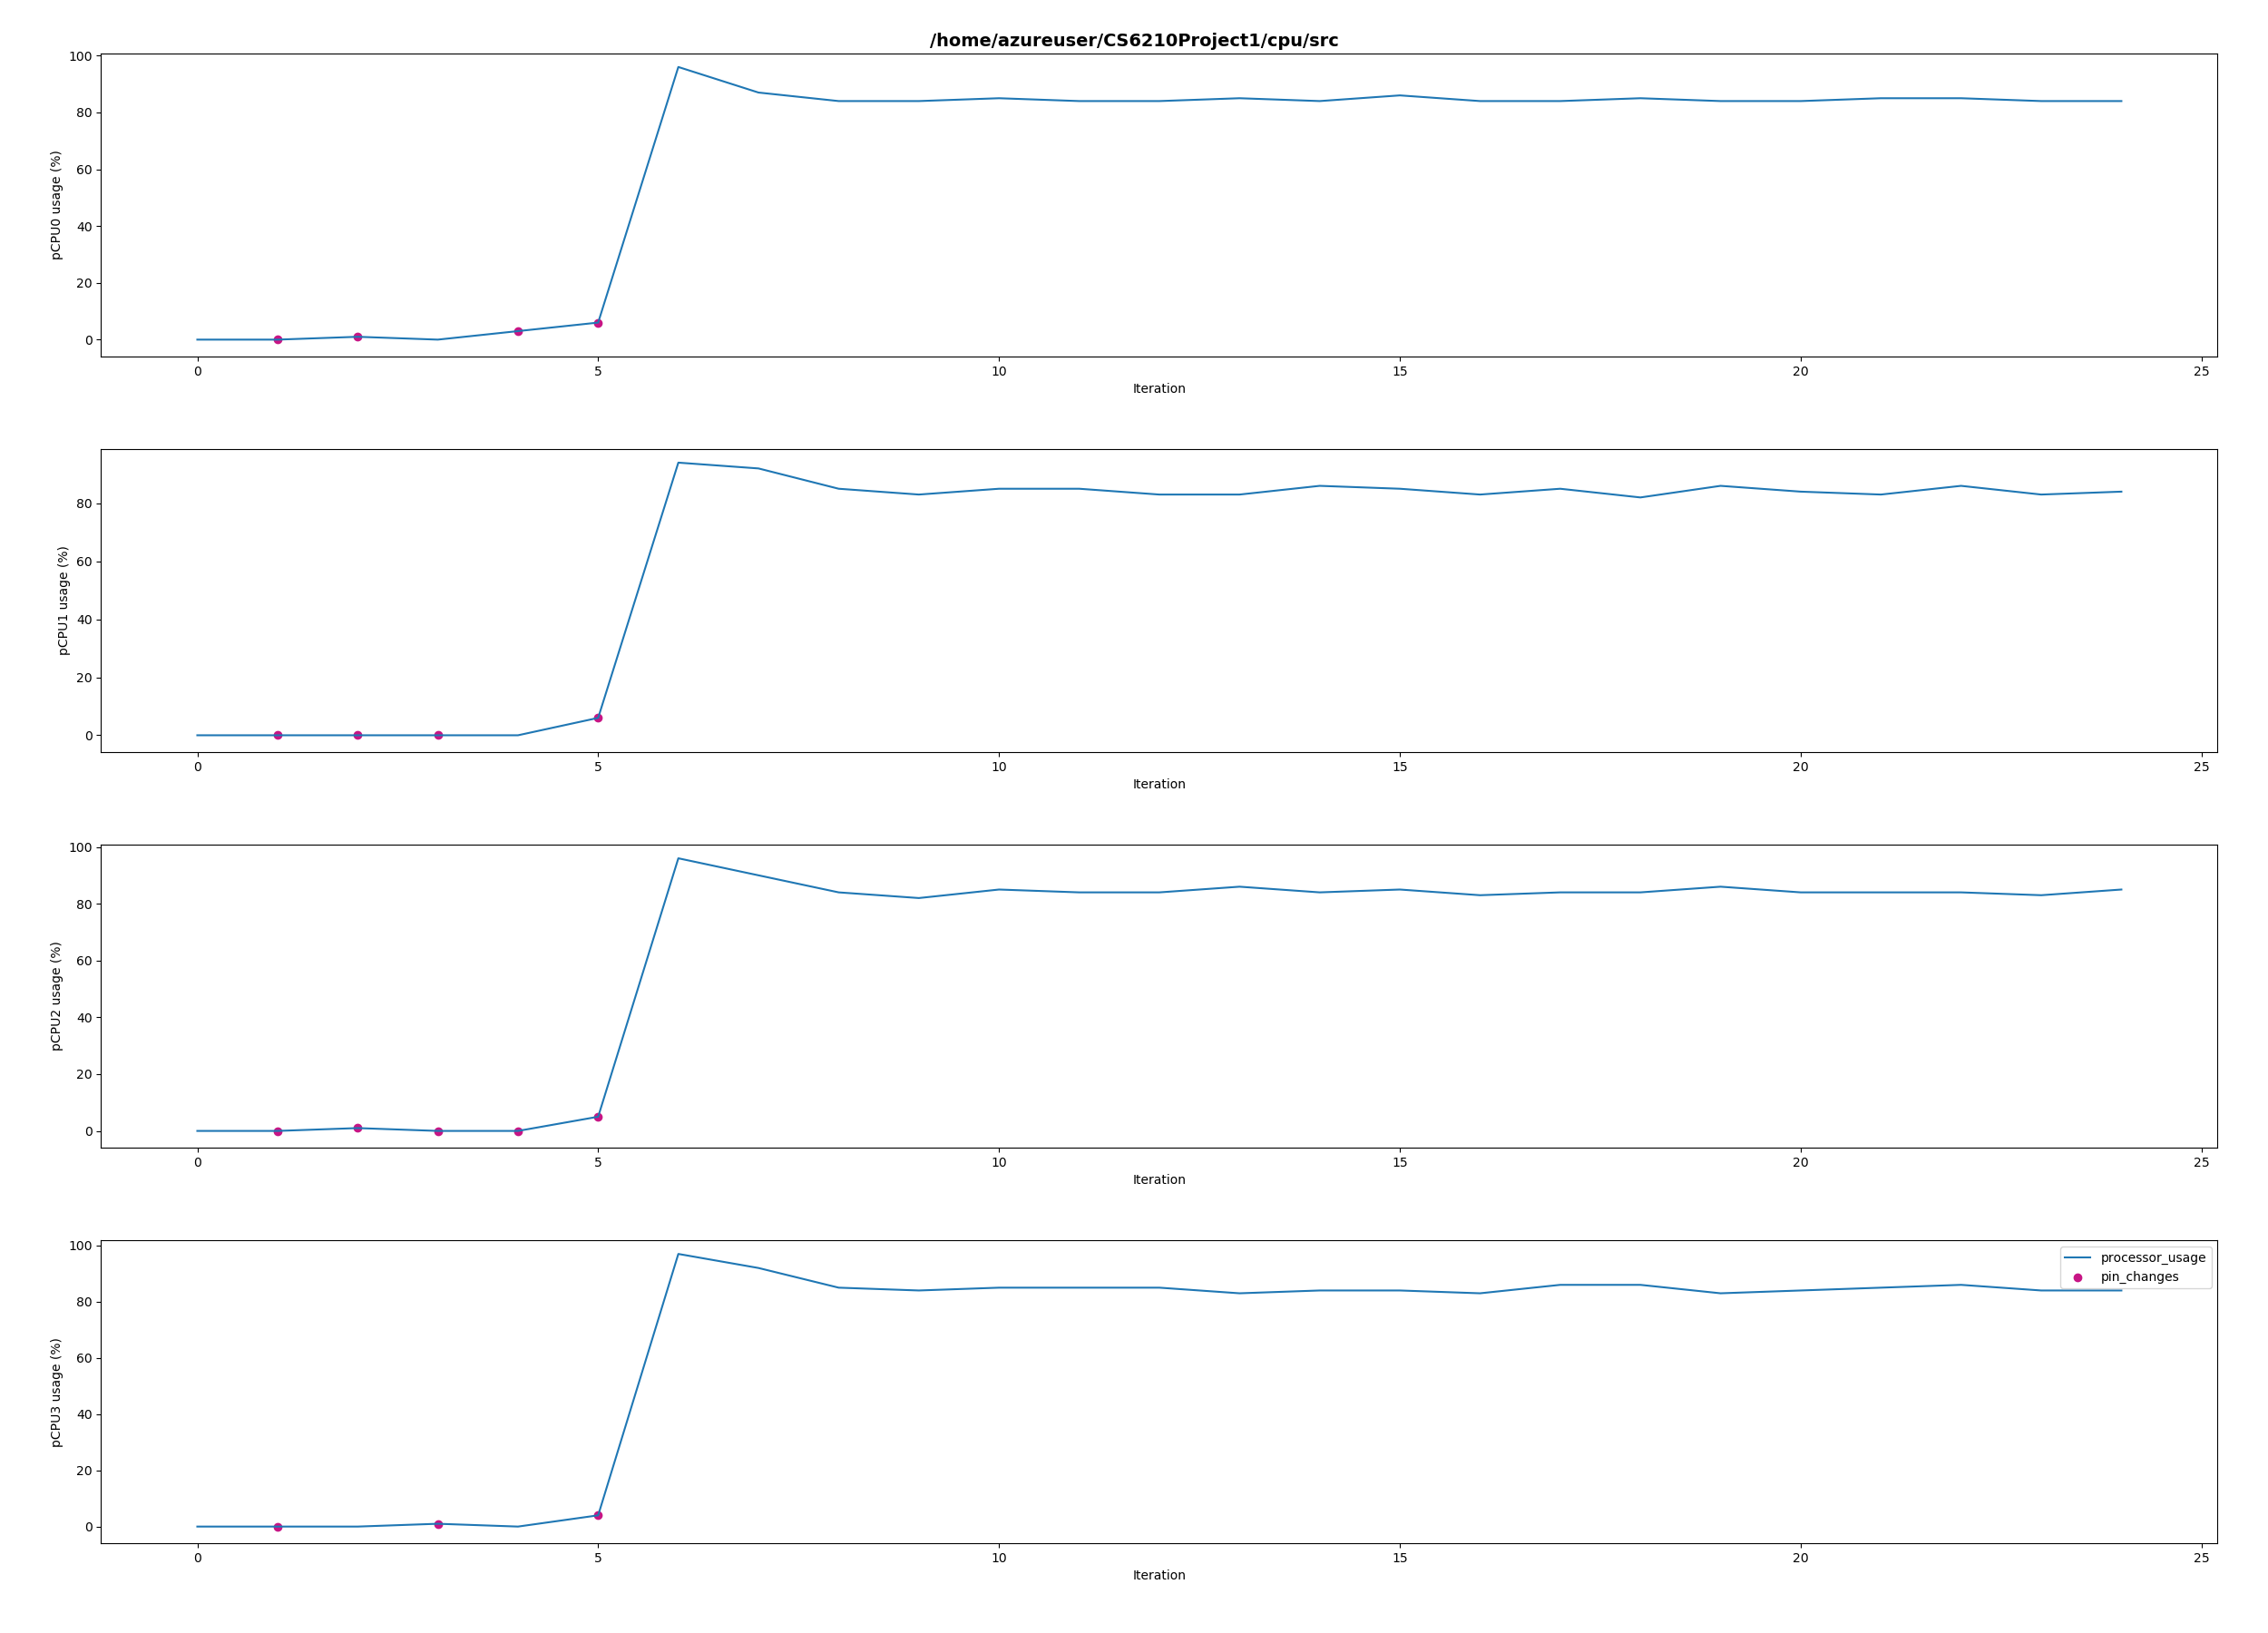 /home/azureuser/CS6210Project1/cpu/src
100
80
60
40
20
0
pCPU0 usage (%)
0 5 10 15 20 25
Iteration
80
60
40
20
0
pCPU1 usage (%)
0 5 10 15 20 25
Iteration
100
80
60
40
20
0
pCPU2 usage (%)
0 5 10 15 20 25
Iteration
100
80
60
40
20
0
pCPU3 usage (%)
processor_usage
pin_changes
0 5 10 15 20 25
Iteration